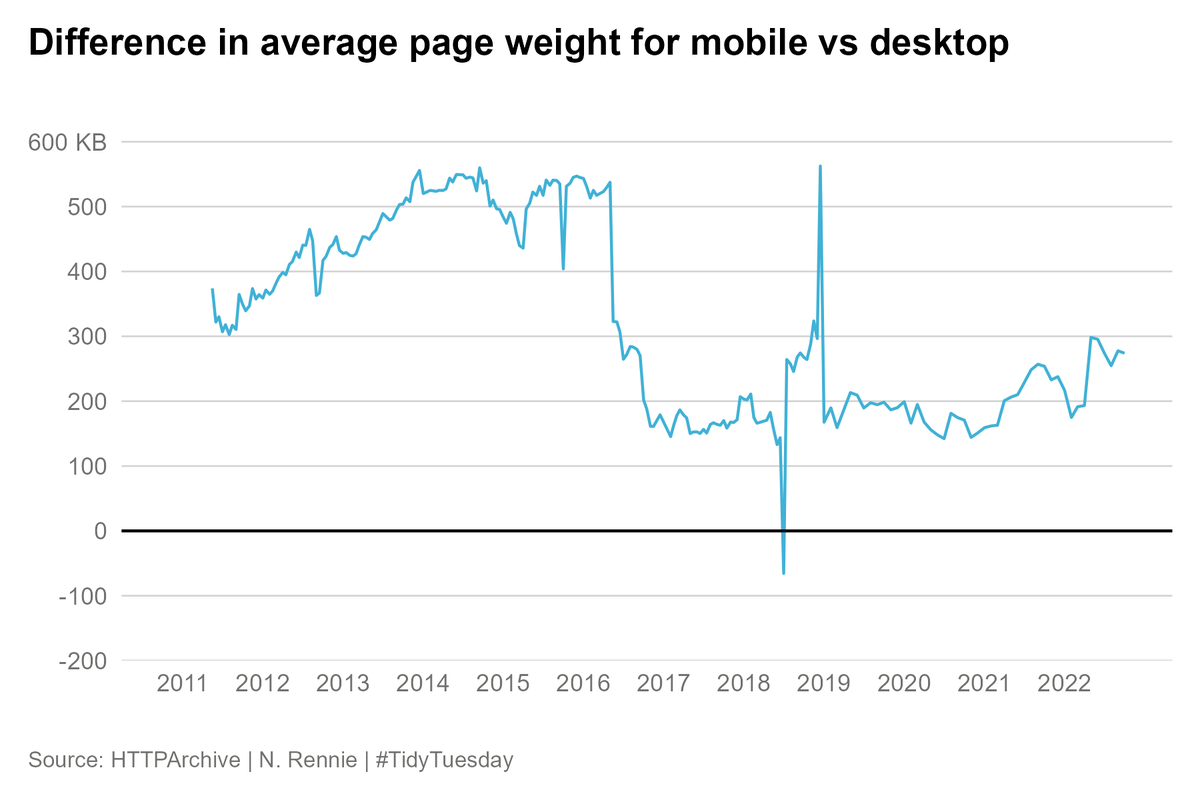 Difference in average page weight for mobile vs desktop
600 KB
500
400
300
200
100
0
-100
-200
2011 2012 2013 2014 2015 2016 2017 2018 2019 2020 2021 2022
Source: HTTPArchive | N. Rennie | #TidyTuesday